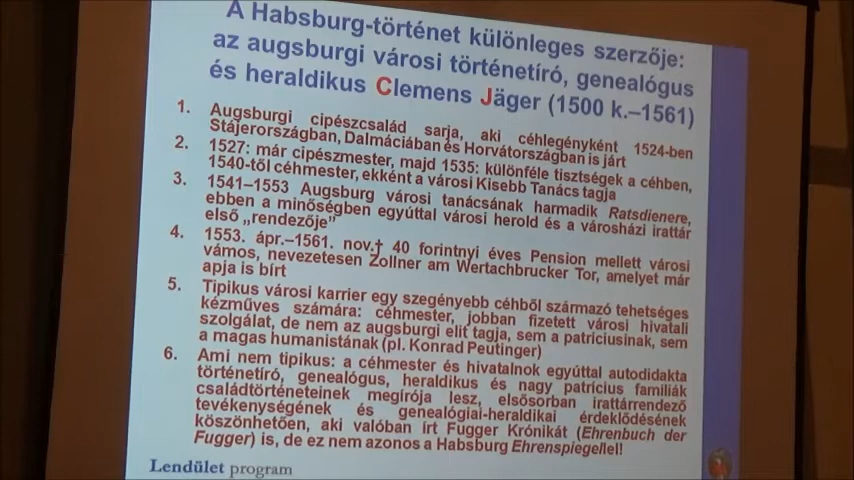 A Habsburg-történet különleges szerzője:
az augsburgi városi történetíró, genealógus
és heraldikus Clemens Jäger (1500 k.–1561)
1. Augsburgi cipészcsalád sarja, aki céhlegényként 1524-ben
Stájerországban, Dalmáciában és Horvátországban is járt
2. 1527: már cipészmester, majd 1535: különféle tisztségek a céhben,
1540-től céhmester, ekként a városi Kisebb Tanács tagja
3. 1541–1553 Augsburg városi tanácsának harmadik Ratsdienere,
ebben a minőségben egyúttal városi herold és a városházi irattár
első „rendezője”
4. 1553. ápr.–1561. nov.† 40 forintnyi éves Pension mellett városi
vámos, nevezetesen Zollner am Wertachbrucker Tor, amelyet már
apja is bírt
5. Tipikus városi karrier egy szegényebb céhből származó tehetséges
kézműves számára: céhmester, jobban fizetett városi hivatali
szolgálat, de nem az augsburgi elit tagja, sem a patríciusinak, sem
a magas humanistának (pl. Konrad Peutinger)
6. Ami nem tipikus: a céhmester és hivatalnok egyúttal autodidakta
történetíró, genealógus, heraldikus és nagy patrícius famíliák
családtörténeteinek megírója lesz, elsősorban irattárrendező
tevékenységének és genealógiai-heraldikai érdeklődésének
köszönhetően, aki valóban írt Fugger Krónikát (Ehrenbuch der
Fugger) is, de ez nem azonos a Habsburg Ehrenspiegellel!
Lendület program